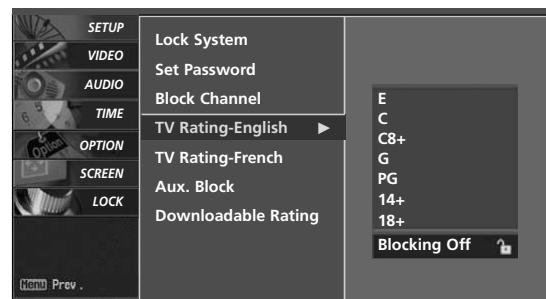 SETUP
VIDEO
AUDIO
TIME
OPTION
SCREEN
LOCK
Menu Prev.
Lock System
Set Password
Block Channel
TV Rating-English ►
TV Rating-French
Aux. Block
Downloadable Rating
E
C
C8+
G
PG
14+
18+
Blocking Off